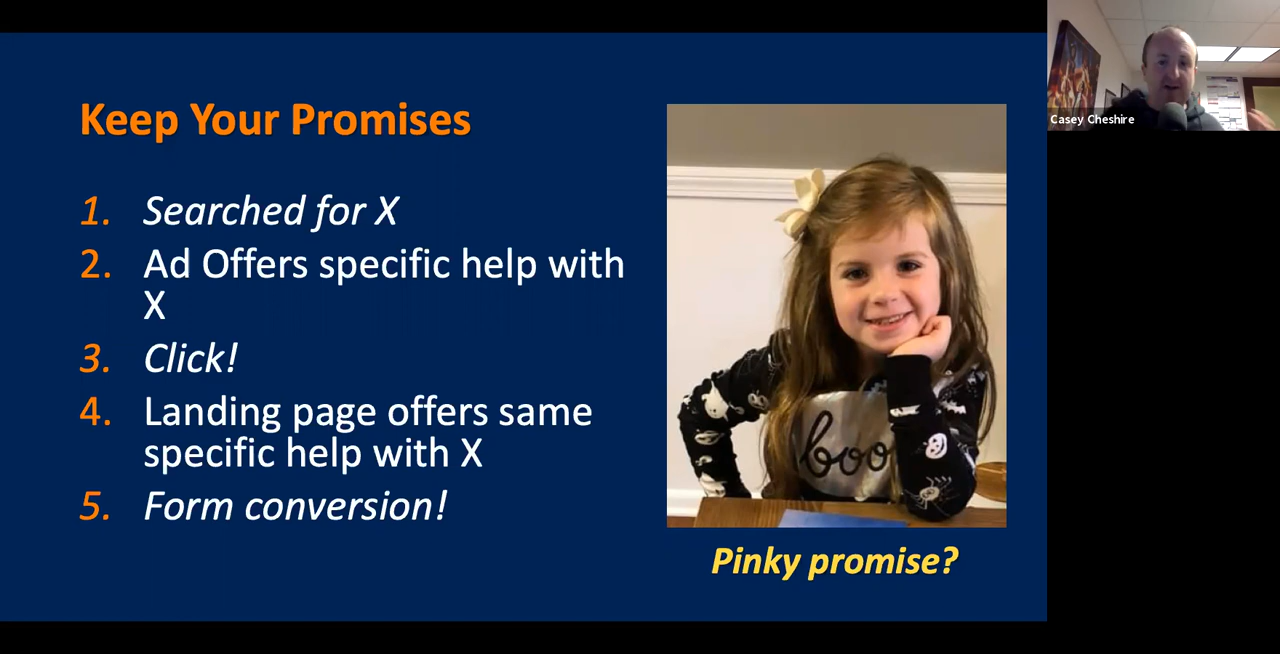 Keep Your Promises
1. Searched for X
2. Ad Offers specific help with
X
3. Click!
4. Landing page offers same
specific help with X
5. Form conversion!
boo
Pinky promise?
Casey Cheshire